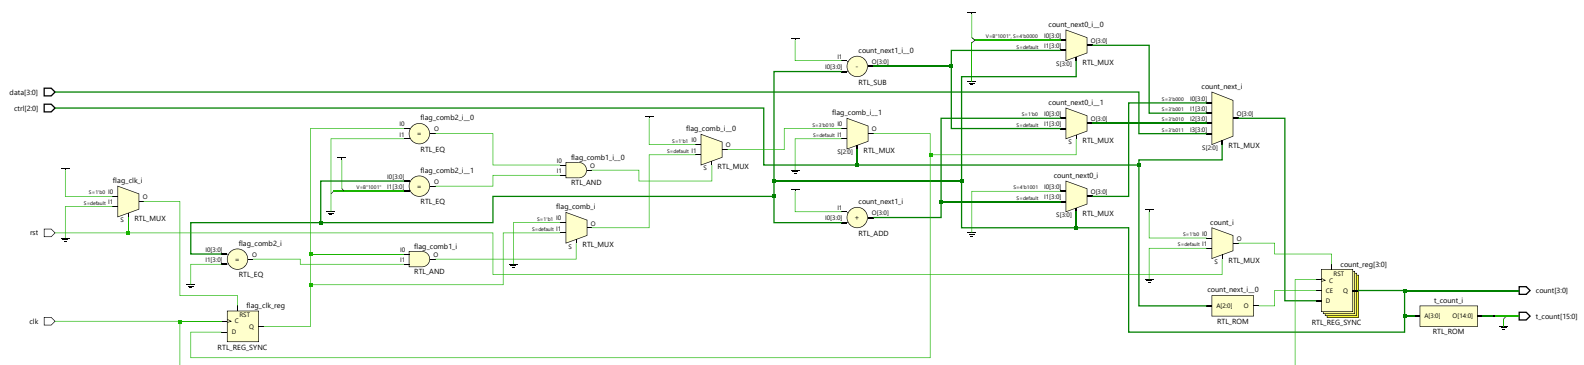 count_next0_i__0
V=B"1001", S=4'b0000 I0[3:0]
S=default I1[3:0]
O[3:0]
S[3:0]
RTL_MUX
count_next1_i__0
I1
I0[3:0]
-
O[3:0]
RTL_SUB
data[3:0]
ctrl[2:0]
count_next_i
S=3'b000 I0[3:0]
S=3'b001 I1[3:0]
S=3'b010 I2[3:0]
S=3'b011 I3[3:0]
O[3:0]
S[2:0]
RTL_MUX
count_next0_i__1
S=1'b0 I0[3:0]
S=default I1[3:0]
O[3:0]
S
RTL_MUX
flag_comb_i__1
S=3'b010 I0
S=default I1
O
S[2:0]
RTL_MUX
flag_comb2_i__0
I0
I1
=
O
RTL_EQ
flag_comb_i__0
S=1'b1 I0
S=default I1
O
S
RTL_MUX
flag_comb1_i__0
I0
I1
O
RTL_AND
flag_comb2_i__1
I0[3:0]
V=B"1001" I1[3:0]
=
O
RTL_EQ
flag_clk_i
S=1'b0 I0
S=default I1
O
S
RTL_MUX
count_next0_i
S=4'b1001 I0[3:0]
S=default I1[3:0]
O[3:0]
S[3:0]
RTL_MUX
count_next1_i
I1
I0[3:0]
+
O[3:0]
RTL_ADD
flag_comb_i
S=1'b1 I0
S=default I1
O
S
RTL_MUX
rst
count_i
S=1'b0 I0
S=default I1
O
S
RTL_MUX
flag_comb2_i
I0[3:0]
I1
=
O
RTL_EQ
flag_comb1_i
I0
I1
O
RTL_AND
count_reg[3:0]
RST
C
CE
D
Q
RTL_REG_SYNC
count_next_i__0
A[2:0]
O
RTL_ROM
count[3:0]
t_count_i
A[3:0]
O[14:0]
RTL_ROM
t_count[15:0]
clk
flag_clk_reg
RST
C
D
Q
RTL_REG_SYNC